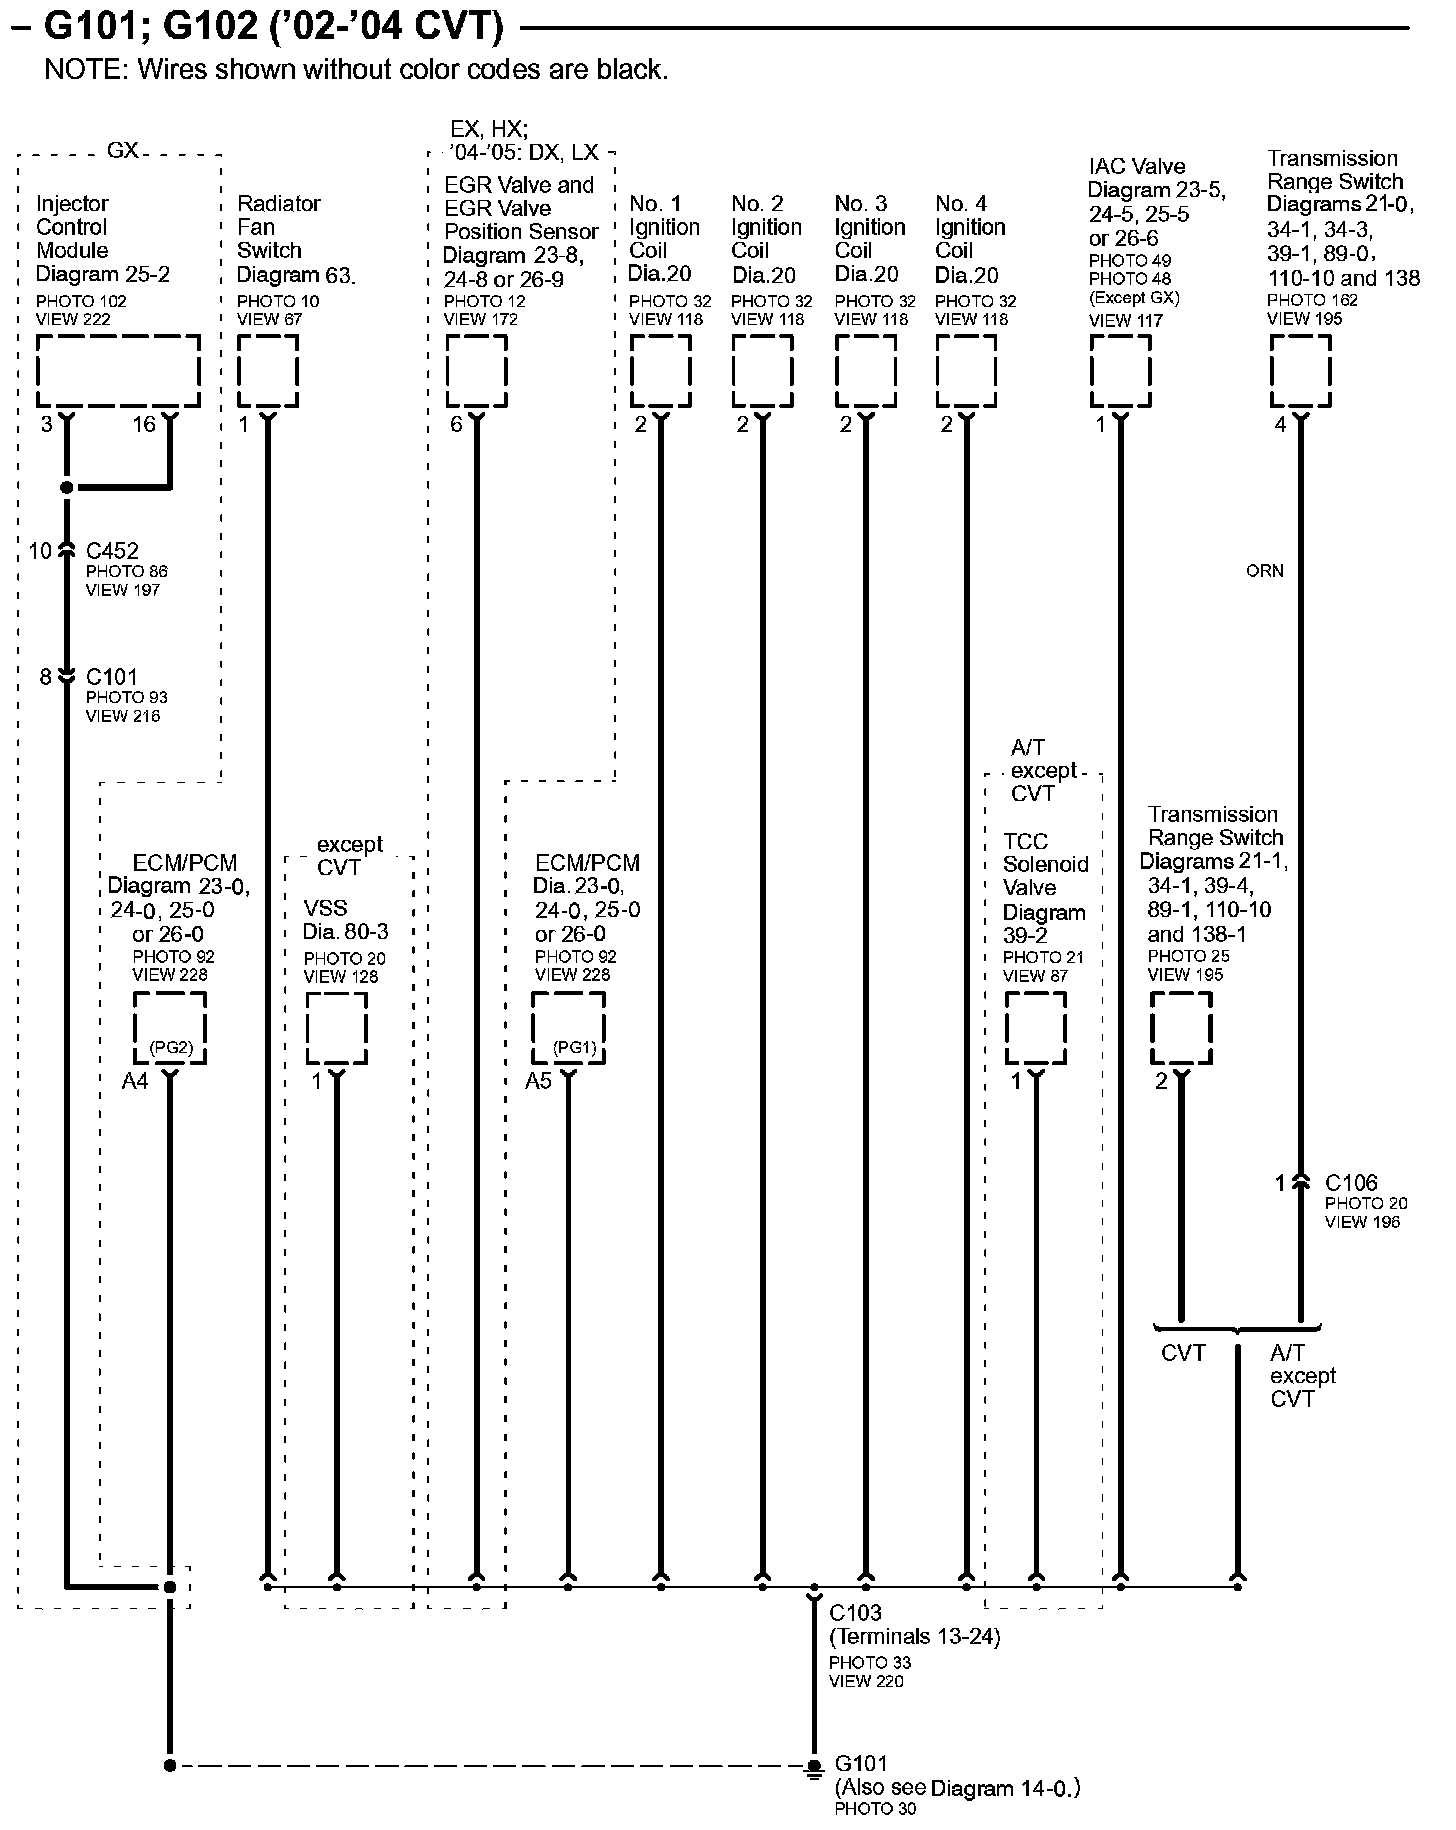 G101; G102 (’02-’04 CVT)
NOTE: Wires shown without color codes are black.
GX
Injector
Control
Module
Diagram 25-2
PHOTO 102
VIEW 222
3
16
10
C452
PHOTO 86
VIEW 197
8
C101
PHOTO 93
VIEW 216
Radiator
Fan
Switch
Diagram 63.
PHOTO 10
VIEW 67
1
EX, HX;
’04-’05: DX, LX
EGR Valve and
EGR Valve
Position Sensor
Diagram 23-8,
24-8 or 26-9
PHOTO 12
VIEW 172
6
No. 1
Ignition
Coil
Dia.20
PHOTO 32
VIEW 118
2
No. 2
Ignition
Coil
Dia.20
PHOTO 32
VIEW 118
2
No. 3
Ignition
Coil
Dia.20
PHOTO 32
VIEW 118
2
No. 4
Ignition
Coil
Dia.20
PHOTO 32
VIEW 118
2
IAC Valve
Diagram 23-5,
24-5, 25-5
or 26-6
PHOTO 49
PHOTO 48
(Except GX)
VIEW 117
1
Transmission
Range Switch
Diagrams 21-0,
34-1, 34-3,
39-1, 89-0,
110-10 and 138
PHOTO 162
VIEW 195
4
ORN
ECM/PCM
Diagram 23-0,
24-0, 25-0
or 26-0
PHOTO 92
VIEW 228
(PG2)
A4
except
CVT
VSS
Dia. 80-3
PHOTO 20
VIEW 128
1
ECM/PCM
Dia. 23-0,
24-0, 25-0
or 26-0
PHOTO 92
VIEW 228
(PG1)
A5
A/T
except
CVT
TCC
Solenoid
Valve
Diagram
39-2
PHOTO 21
VIEW 87
1
Transmission
Range Switch
Diagrams 21-1,
34-1, 39-4,
89-1, 110-10
and 138-1
PHOTO 25
VIEW 195
2
1
C106
PHOTO 20
VIEW 196
CVT
A/T
except
CVT
C103
(Terminals 13-24)
PHOTO 33
VIEW 220
G101
(Also see Diagram 14-0.)
PHOTO 30